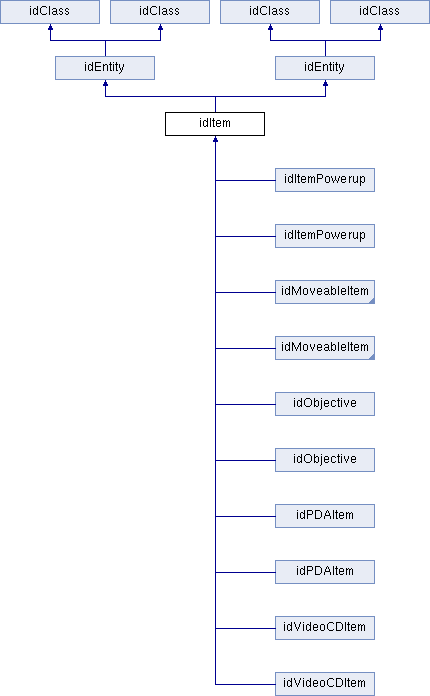 idClass
idClass
idClass
idClass
idEntity
idEntity
idItem
idItemPowerup
idItemPowerup
idMoveableItem
idMoveableItem
idObjective
idObjective
idPDAItem
idPDAItem
idVideoCDItem
idVideoCDItem